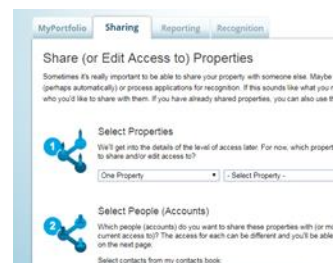 MyPortfolio Sharing Reporting Recognition
Share (or Edit Access to) Properties
Sometimes it's really important to be able to share your property with someone else. Maybe
(perhaps automatically) or process applications for recognition. If this sounds like what you
who you'd like to share with them. If you have already shared properties, you can also use
1
Select Properties
We'll get into the details of the level of access later. For now, which
to share and/or edit access to?
One Property - Select Property -
2
Select People (Accounts)
Which people (accounts) do you want to share these properties with (or
current access to)? The access for each can be different and you'll be able
on the next page.
Select contacts from my contacts book: